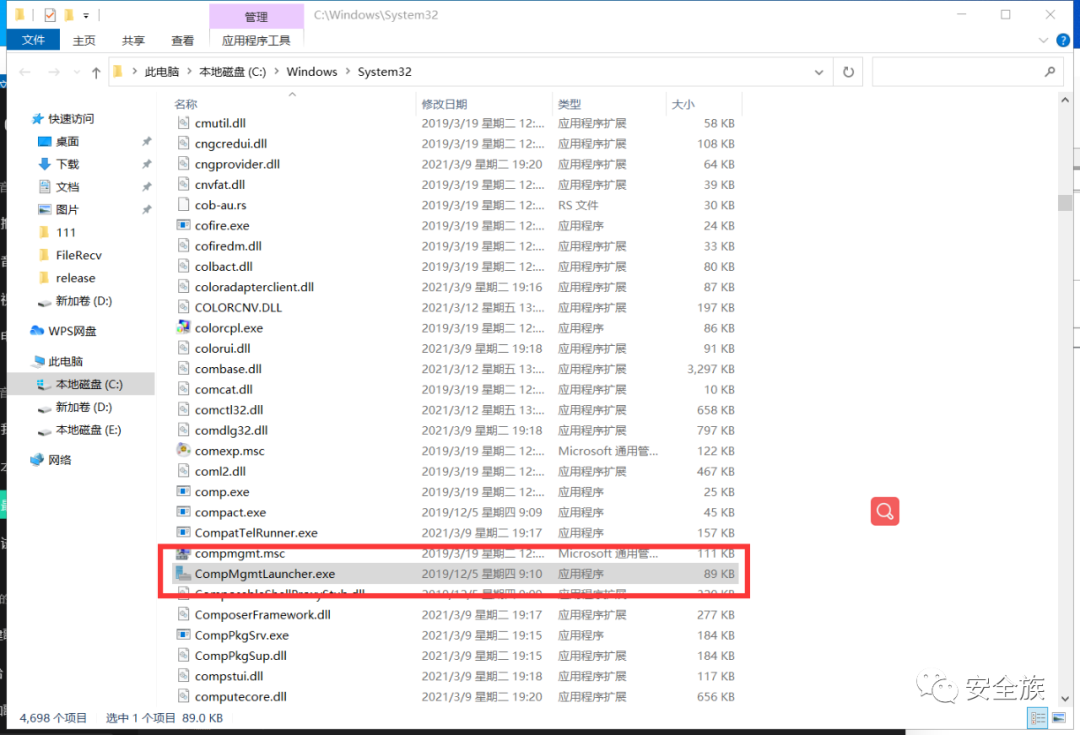 管理
C:\Windows\System32
文件
主页
共享
查看
应用程序工具
此电脑 本地磁盘 (C:) Windows System32
快速访问
桌面
下载
文档
图片
111
FileRecv
release
新加卷 (D:)
WPS网盘
此电脑
本地磁盘 (C:)
新加卷 (D:)
本地磁盘 (E:)
网络
名称 修改日期 类型 大小
cmutil.dll 2019/3/19 星期二 12:... 应用程序扩展 58 KB
cngcredui.dll 2019/3/19 星期二 12:... 应用程序扩展 108 KB
cngprovider.dll 2021/3/9 星期二 19:20 应用程序扩展 64 KB
cnvfat.dll 2019/3/19 星期二 12:... 应用程序扩展 39 KB
cob-au.rs 2019/3/19 星期二 12:... RS 文件 30 KB
cofire.exe 2019/3/19 星期二 12:... 应用程序 24 KB
cofiredm.dll 2019/3/19 星期二 12:... 应用程序扩展 33 KB
colbact.dll 2019/3/19 星期二 12:... 应用程序扩展 80 KB
coloradapterclient.dll 2021/3/9 星期二 19:16 应用程序扩展 87 KB
COLORCNV.DLL 2021/3/12 星期五 13:... 应用程序扩展 197 KB
colorcpl.exe 2019/3/19 星期二 12:... 应用程序 86 KB
colorui.dll 2021/3/9 星期二 19:18 应用程序扩展 91 KB
combase.dll 2021/3/12 星期五 13:... 应用程序扩展 3,297 KB
comcat.dll 2019/3/19 星期二 12:... 应用程序扩展 10 KB
comctl32.dll 2021/3/12 星期五 13:... 应用程序扩展 658 KB
comdlg32.dll 2021/3/9 星期二 19:18 应用程序扩展 797 KB
comexp.msc 2019/3/19 星期二 12:... Microsoft 通用管... 122 KB
coml2.dll 2019/3/19 星期二 12:... 应用程序扩展 467 KB
comp.exe 2019/3/19 星期二 12:... 应用程序 25 KB
compact.exe 2019/12/5 星期四 9:09 应用程序 45 KB
CompatTelRunner.exe 2021/3/9 星期二 19:17 应用程序 157 KB
compmgmt.msc 2019/3/19 星期二 12:... Microsoft 通用管... 111 KB
CompMgmtLauncher.exe 2019/12/5 星期四 9:10 应用程序 89 KB
ComposableShellProxyStub.dll 2019/12/5 星期四 9:09 应用程序扩展 KB
ComposerFramework.dll 2021/3/9 星期二 19:17 应用程序扩展 277 KB
CompPkgSrv.exe 2021/3/9 星期二 19:15 应用程序 184 KB
CompPkgSup.dll 2021/3/9 星期二 19:15 应用程序扩展 184 KB
compstui.dll 2021/3/9 星期二 19:18 应用程序扩展 117 KB
computecore.dll 2021/3/9 星期二 19:20 应用程序扩展 656 KB
安全族
4,698 个项目 选中 1 个项目 89.0 KB